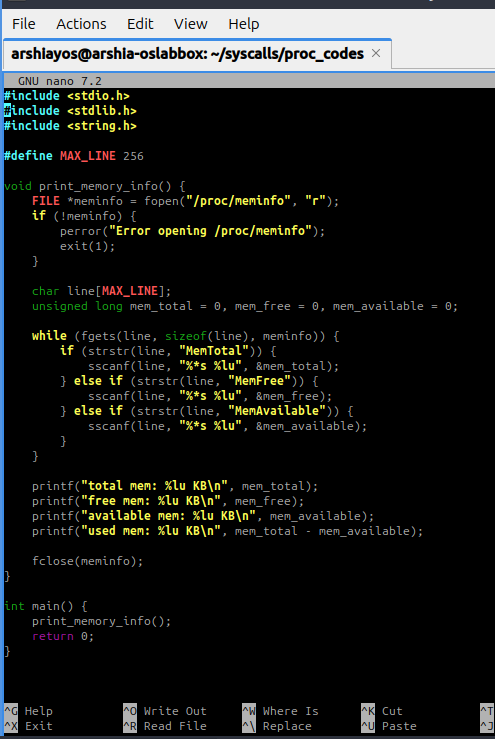 File Actions Edit View Help
arshiayos@arshia-oslabbox: ~/syscalls/proc_codes ×
GNU nano 7.2
#include <stdio.h>
#include <stdlib.h>
#include <string.h>

#define MAX_LINE 256

void print_memory_info() {
    FILE *meminfo = fopen("/proc/meminfo", "r");
    if (!meminfo) {
        perror("Error opening /proc/meminfo");
        exit(1);
    }

    char line[MAX_LINE];
    unsigned long mem_total = 0, mem_free = 0, mem_available = 0;

    while (fgets(line, sizeof(line), meminfo)) {
        if (strstr(line, "MemTotal")) {
            sscanf(line, "%*s %lu", &mem_total);
        } else if (strstr(line, "MemFree")) {
            sscanf(line, "%*s %lu", &mem_free);
        } else if (strstr(line, "MemAvailable")) {
            sscanf(line, "%*s %lu", &mem_available);
        }
    }

    printf("total mem: %lu KB\n", mem_total);
    printf("free mem: %lu KB\n", mem_free);
    printf("available mem: %lu KB\n", mem_available);
    printf("used mem: %lu KB\n", mem_total - mem_available);

    fclose(meminfo);
}

int main() {
    print_memory_info();
    return 0;
}

^G Help ^O Write Out ^W Where Is ^K Cut ^T
^X Exit ^R Read File ^\ Replace ^U Paste ^J